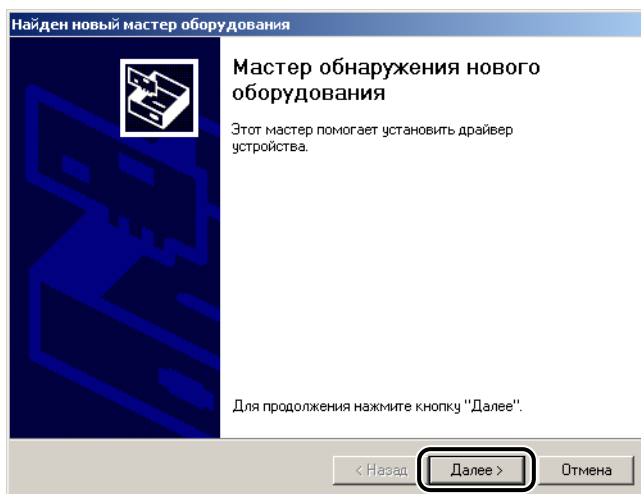 Найден новый мастер оборудования
Мастер обнаружения нового
оборудования
Этот мастер помогает установить драйвер
устройства.
Для продолжения нажмите кнопку "Далее".
< Назад
Далее >
Отмена